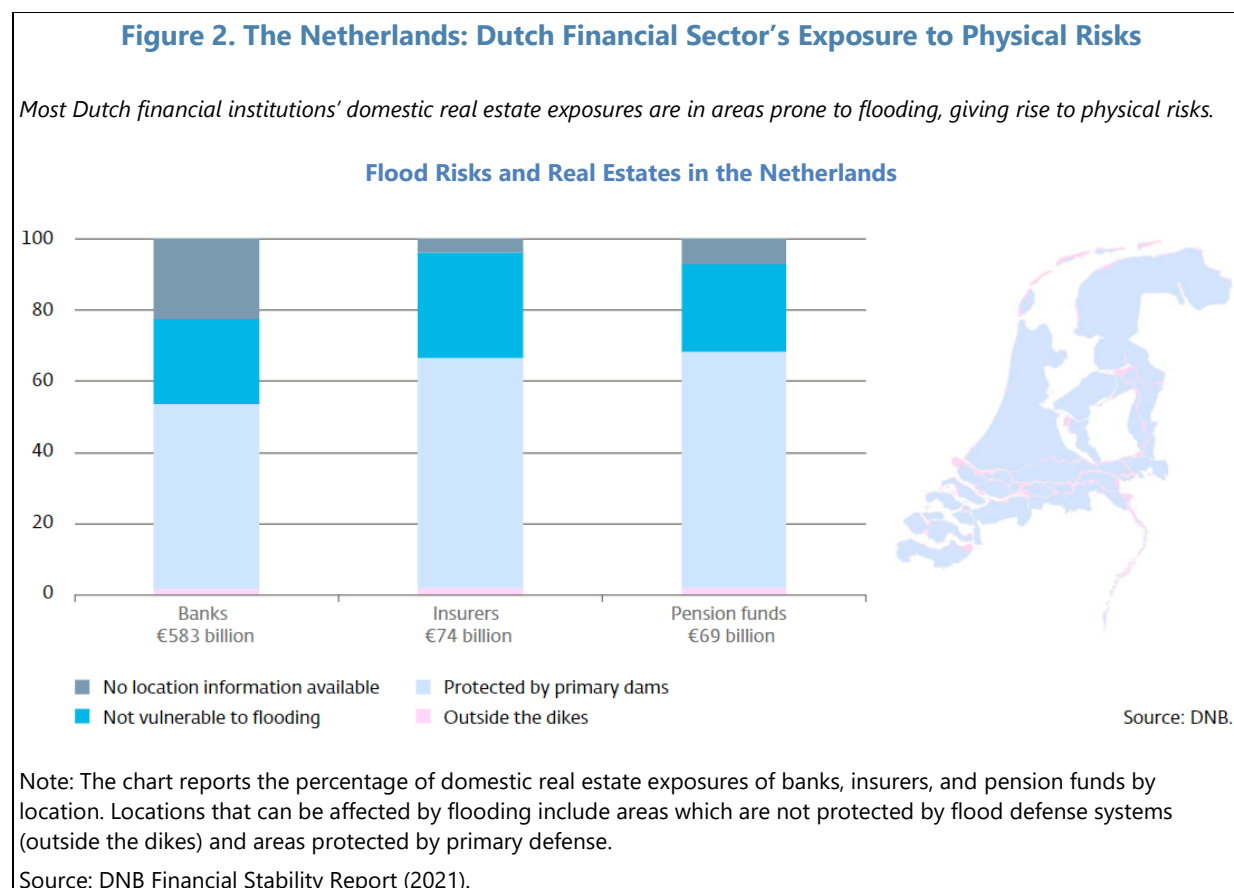 Figure 2. The Netherlands: Dutch Financial Sector’s Exposure to Physical Risks
Most Dutch financial institutions’ domestic real estate exposures are in areas prone to flooding, giving rise to physical risks.
Flood Risks and Real Estates in the Netherlands
100
80
60
40
20
0
Banks
€583 billion
Insurers
€74 billion
Pension funds
€69 billion
No location information available
Protected by primary dams
Not vulnerable to flooding
Outside the dikes
Source: DNB.
Note: The chart reports the percentage of domestic real estate exposures of banks, insurers, and pension funds by
location. Locations that can be affected by flooding include areas which are not protected by flood defense systems
(outside the dikes) and areas protected by primary defense.
Source: DNB Financial Stability Report (2021).